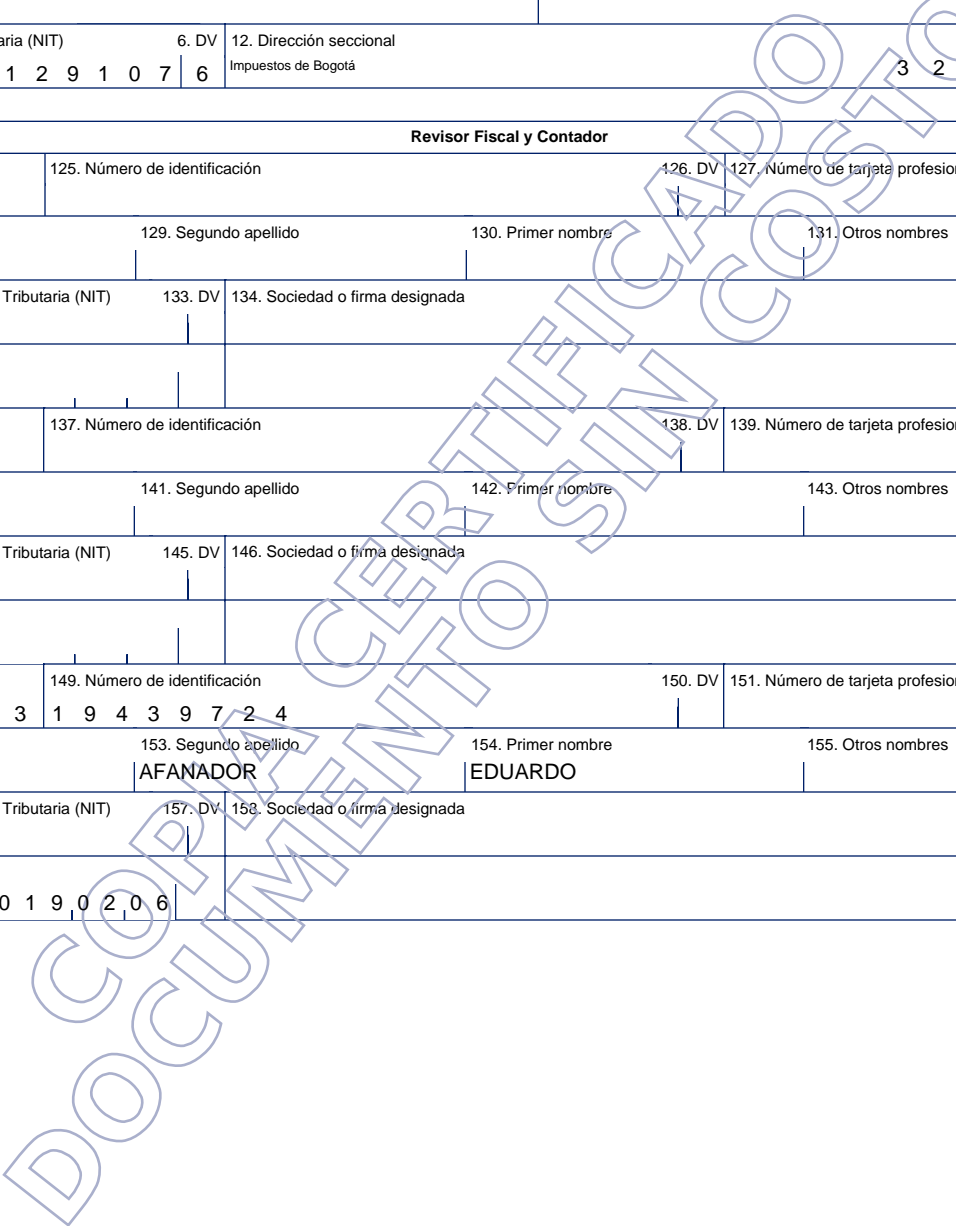 aria (NIT) 6. DV 12. Dirección seccional
1 2 9 1 0 7 6 Impuestos de Bogotá 3 2
Revisor Fiscal y Contador
125. Número de identificación 126. DV 127. Número de tarjeta profesion
129. Segundo apellido 130. Primer nombre 131. Otros nombres
Tributaria (NIT) 133. DV 134. Sociedad o firma designada
137. Número de identificación 138. DV 139. Número de tarjeta profesion
141. Segundo apellido 142. Primer nombre 143. Otros nombres
Tributaria (NIT) 145. DV 146. Sociedad o firma designada
149. Número de identificación 150. DV 151. Número de tarjeta profesion
3 1 9 4 3 9 7 2 4
153. Segundo apellido 154. Primer nombre 155. Otros nombres
AFANADOR EDUARDO
Tributaria (NIT) 157. DV 158. Sociedad o firma designada
0 1 9 0 2 0 6
COPIA CERTIFICADO
DOCUMENTO SIN COSTO